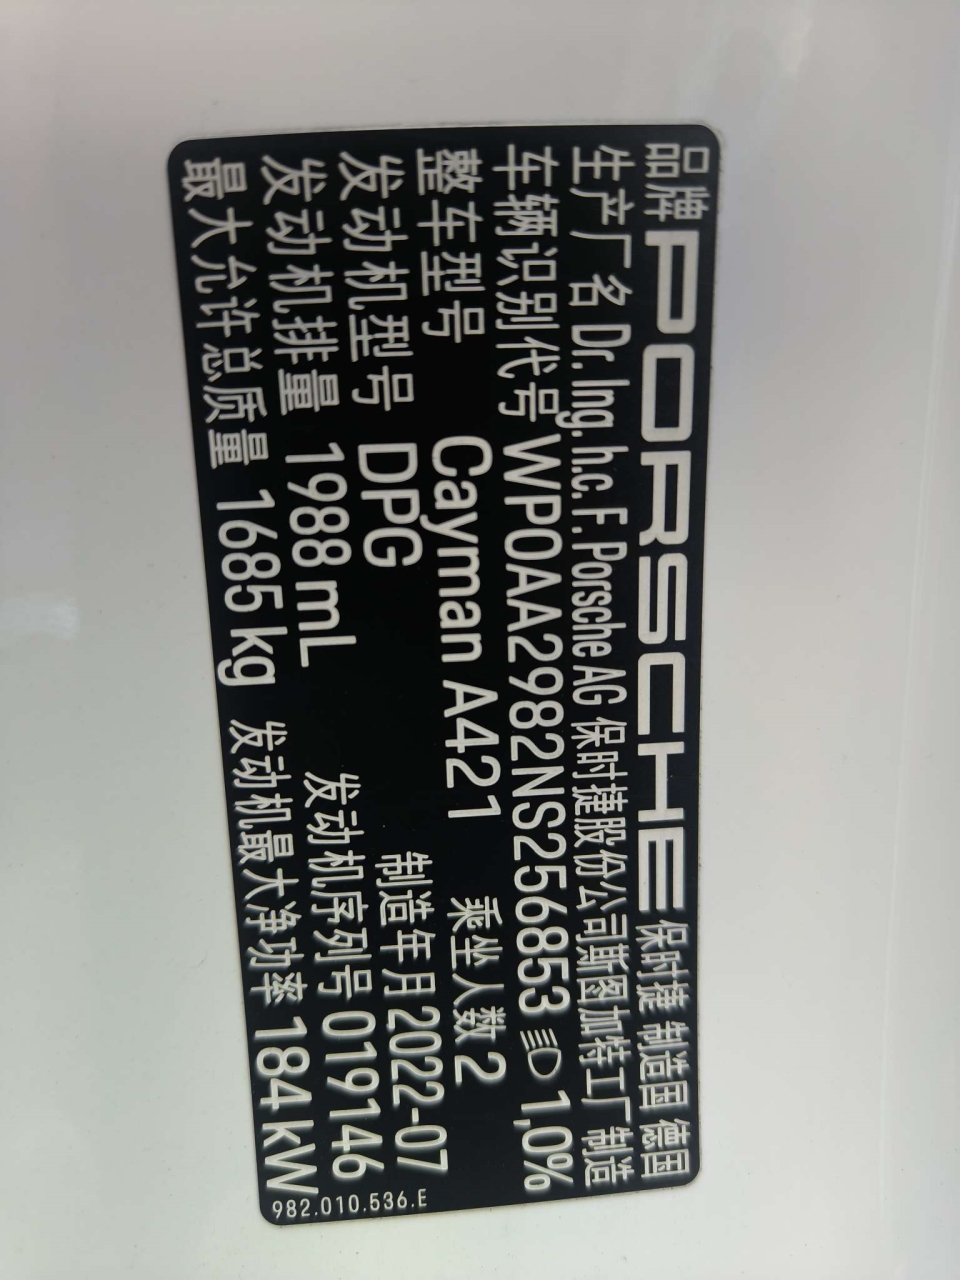 品牌 PORSCHE 保时捷 制造国 德国
生产厂名 Dr. Ing. h.c. F. Porsche AG 保时捷股份公司斯图加特工厂制造
车辆识别代号 WP0AA2982NS256853 1,0%
整车型号 Cayman A421 乘坐人数 2
发动机型号 DPG 制造年月 2022-07
发动机排量 1988 mL 发动机序列号 019146
最大允许总质量 1685 kg 发动机最大净功率 184 kW
982.010.536.E